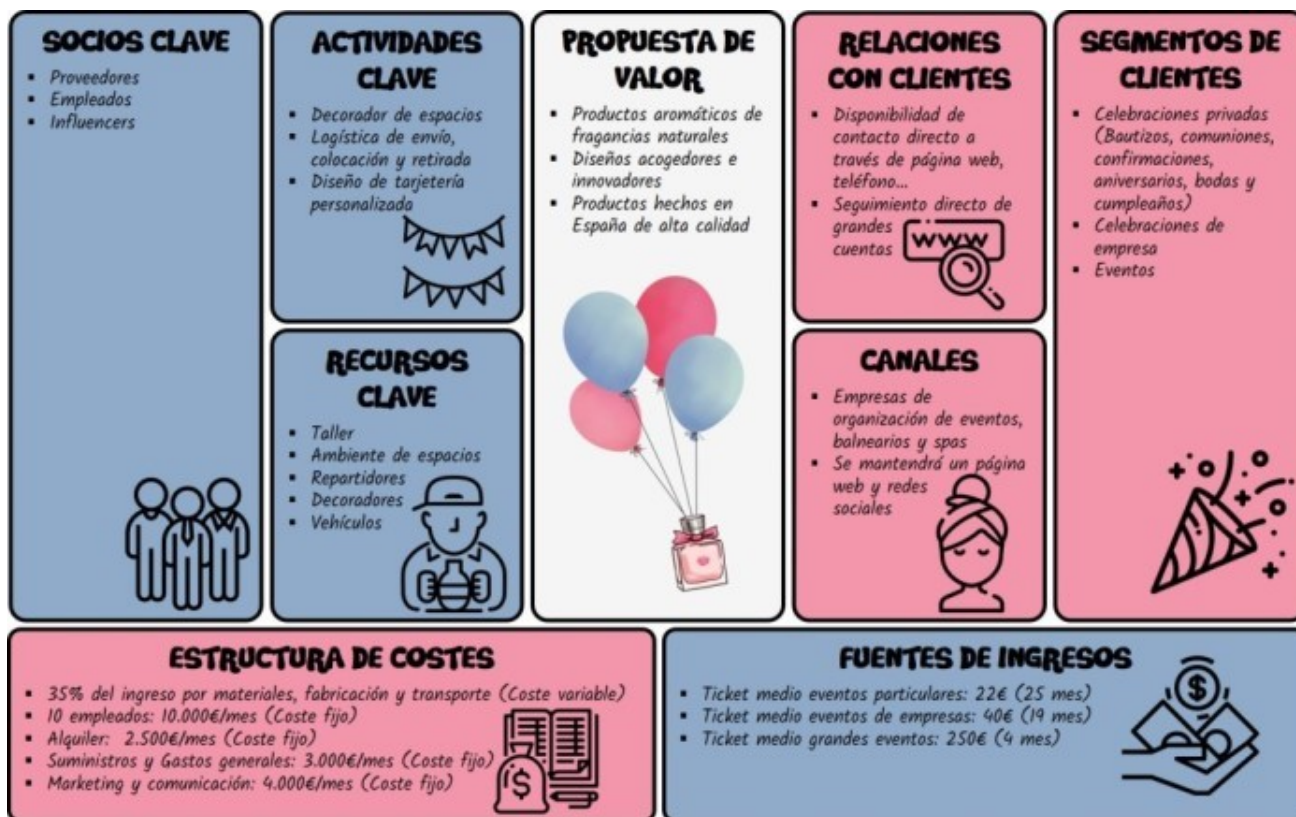 SOCIOS CLAVE
▪ Proveedores
▪ Empleados
▪ Influencers
ACTIVIDADES
CLAVE
▪ Decorador de espacios
▪ Logística de envío,
colocación y retirada
▪ Diseño de tarjetería
personalizada
RECURSOS
CLAVE
▪ Taller
▪ Ambiente de espacios
▪ Repartidores
▪ Decoradores
▪ Vehículos
PROPUESTA DE
VALOR
▪ Productos aromáticos de
fragancias naturales
▪ Diseños acogedores e
innovadores
▪ Productos hechos en
España de alta calidad
RELACIONES
CON CLIENTES
▪ Disponibilidad de
contacto directo a
través de página web,
teléfono...
▪ Seguimiento directo de
grandes
cuentas
WWW
CANALES
▪ Empresas de
organización de eventos,
balnearios y spas
▪ Se mantendrá un página
web y redes
sociales
SEGMENTOS DE
CLIENTES
▪ Celebraciones privadas
(Bautizos, comuniones,
confirmaciones,
aniversarios, bodas y
cumpleaños)
▪ Celebraciones de
empresa
▪ Eventos
ESTRUCTURA DE COSTES
▪ 35% del ingreso por materiales, fabricación y transporte (Coste variable)
▪ 10 empleados: 10.000€/mes (Coste fijo)
▪ Alquiler: 2.500€/mes (Coste fijo)
▪ Suministros y Gastos generales: 3.000€/mes (Coste fijo)
▪ Marketing y comunicación: 4.000€/mes (Coste fijo)
$
FUENTES DE INGRESOS
▪ Ticket medio eventos particulares: 22€ (25 mes)
▪ Ticket medio eventos de empresas: 40€ (19 mes)
▪ Ticket medio grandes eventos: 250€ (4 mes)
$